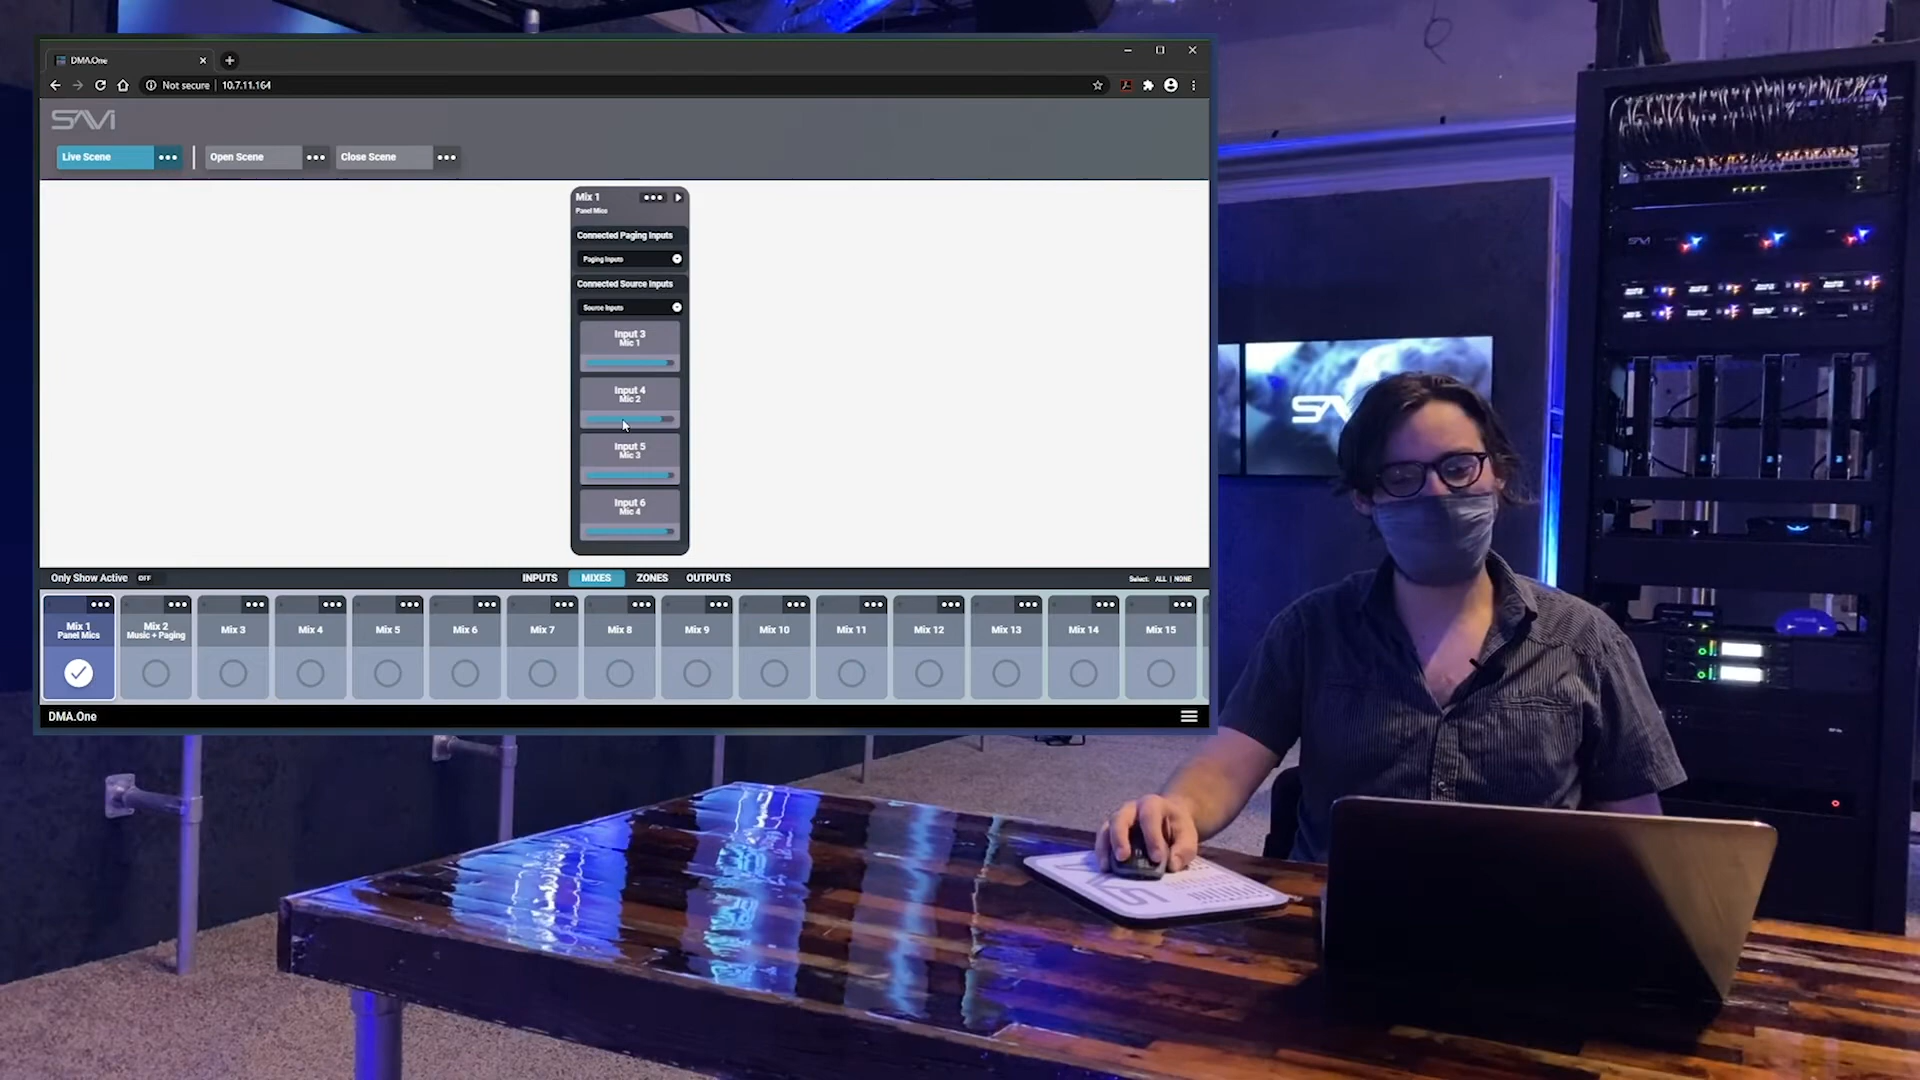 DMA.One
Not secure | 10.7.11.164
SAVi
Live Scene
Open Scene
Close Scene
Mix 1
Panel Mics
Connected Paging Inputs
Paging Inputs
Connected Source Inputs
Source Inputs
Input 3
Mic 1
Input 4
Mic 2
Input 5
Mic 3
Input 6
Mic 4
Only Show Active OFF
INPUTS MIXES ZONES OUTPUTS
Select: ALL | NONE
Mix 1
Panel Mics
Mix 2
Music + Paging
Mix 3
Mix 4
Mix 5
Mix 6
Mix 7
Mix 8
Mix 9
Mix 10
Mix 11
Mix 12
Mix 13
Mix 14
Mix 15
DMA.One